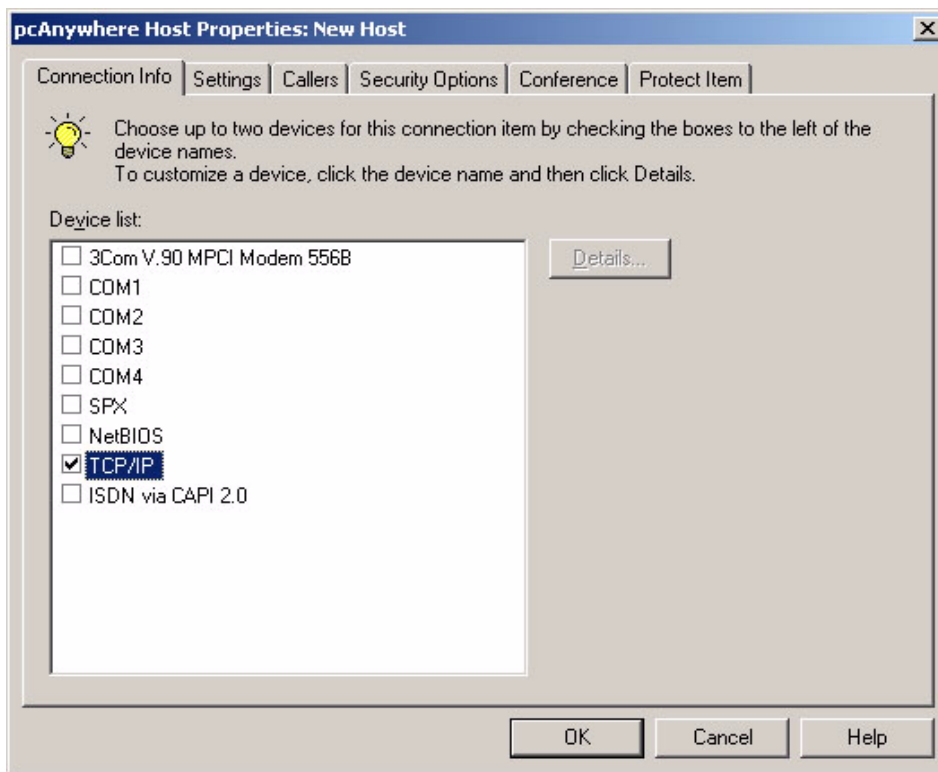 pcAnywhere Host Properties: New Host
Connection Info Settings Callers Security Options Conference Protect Item
Choose up to two devices for this connection item by checking the boxes to the left of the
device names.
To customize a device, click the device name and then click Details.
Device list:
3Com V.90 MPCI Modem 556B
Details...
COM1
COM2
COM3
COM4
SPX
NetBIOS
TCP/IP
ISDN via CAPI 2.0
OK Cancel Help